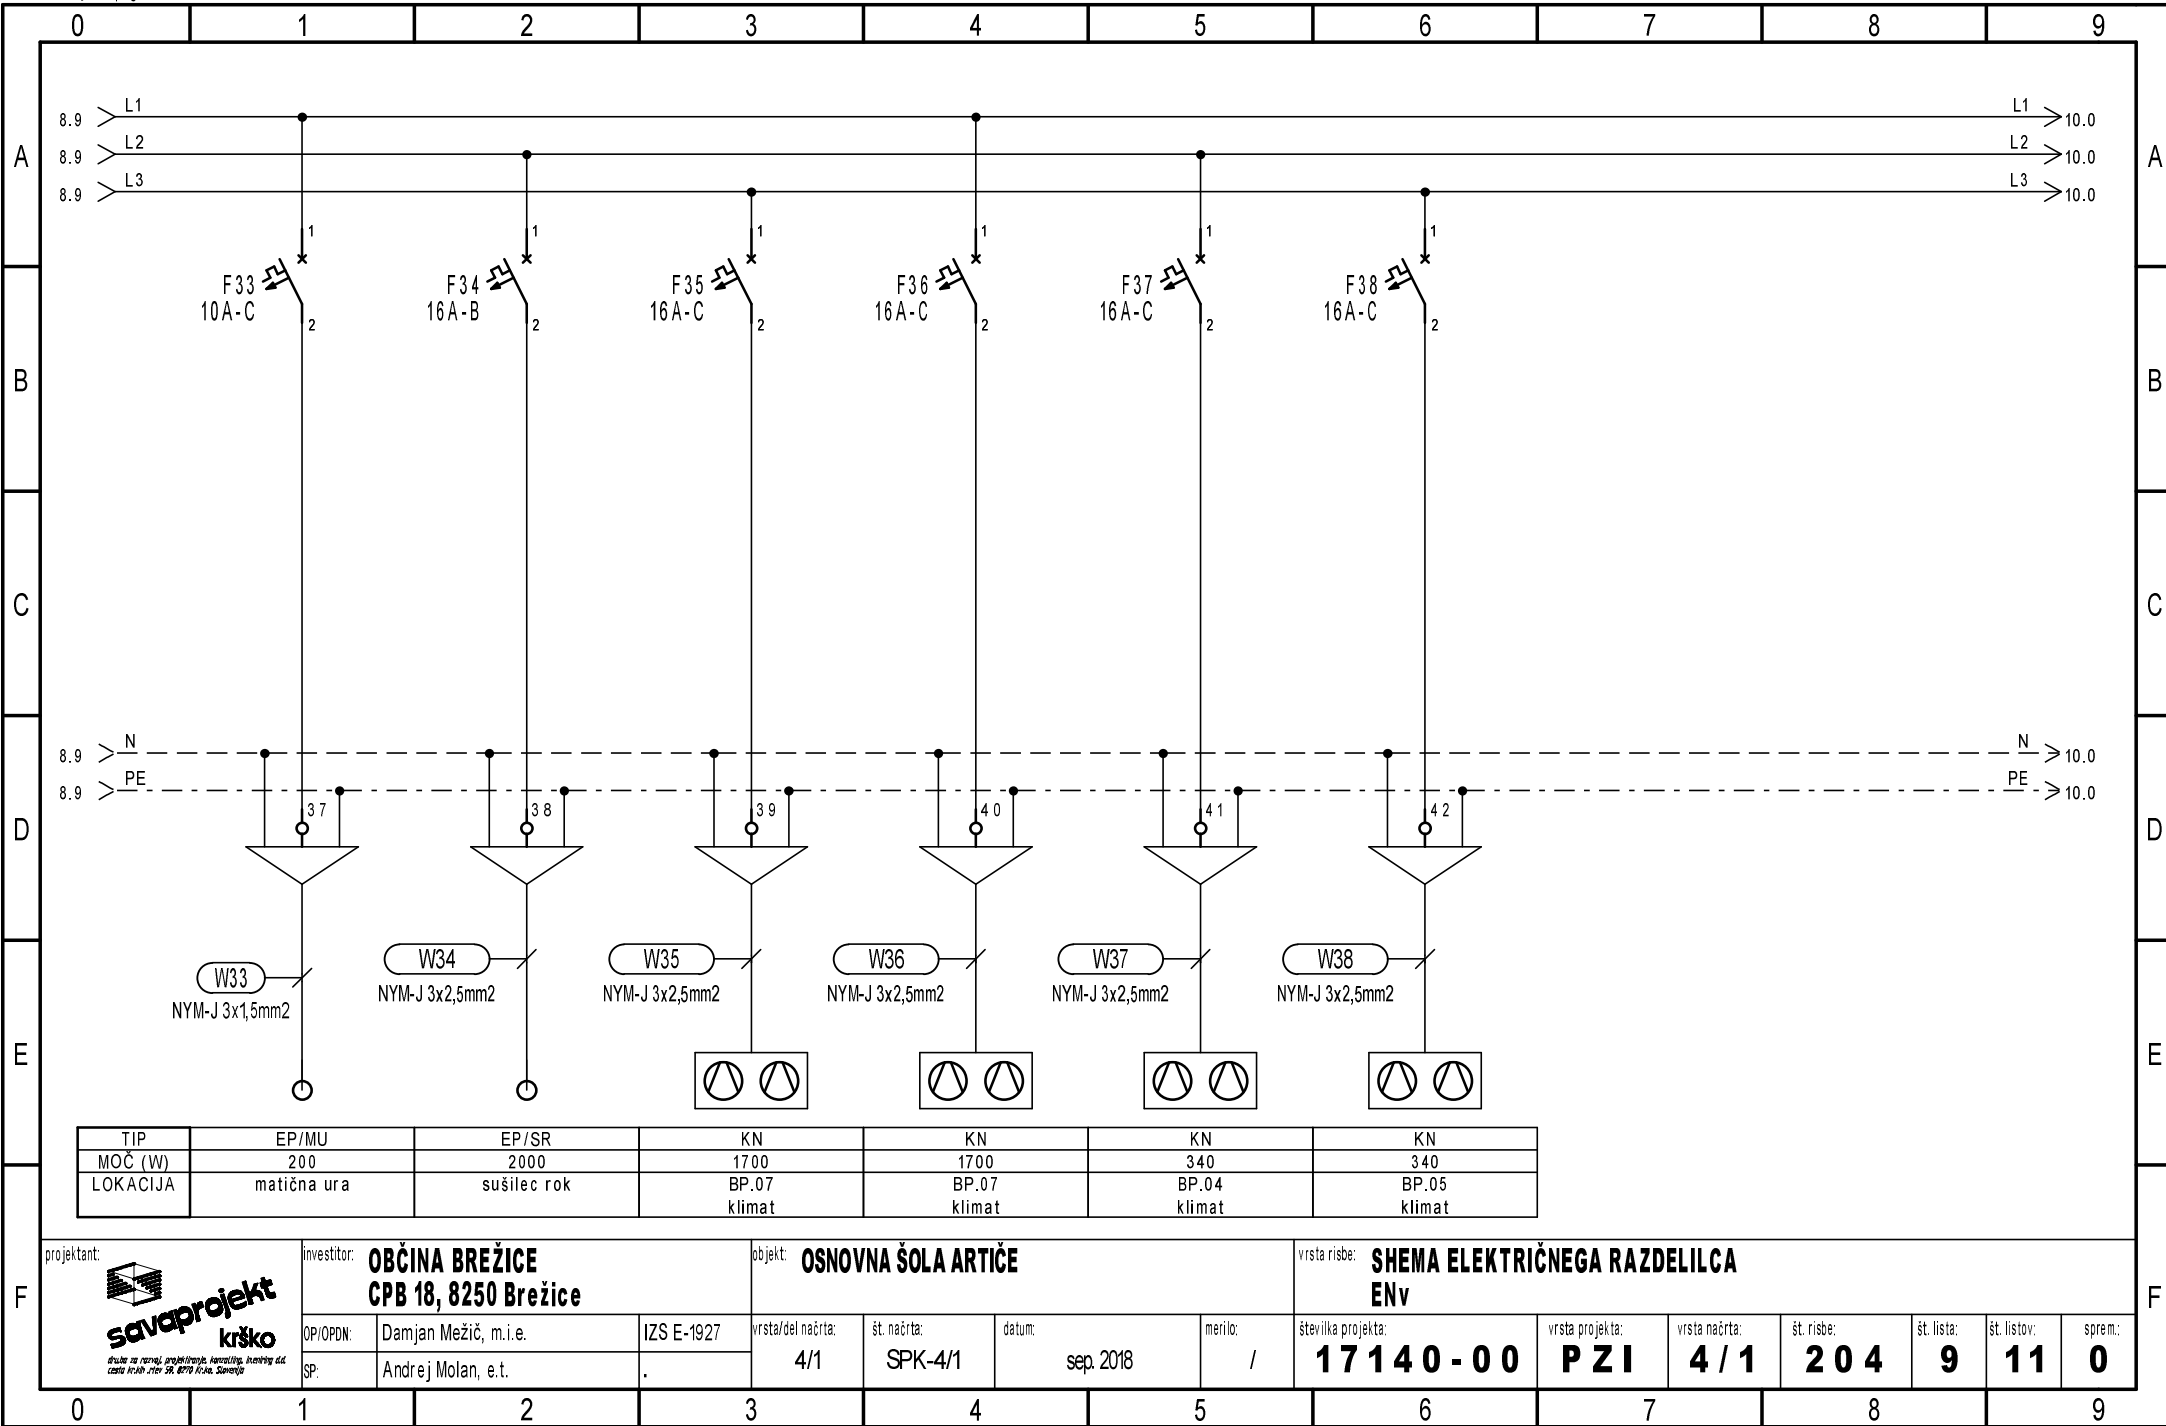 0 1 2 3 4 5 6 7 8 9
8.9 L1 L1 10.0
8.9 L2 L2 10.0
A A
8.9 L3 L3 10.0
1 1 1 1 1 1
F33 F34 F35 F36 F37 F38
10A-C 16A-B 16A-C 16A-C 16A-C 16A-C
2 2 2 2 2 2
B B
C C
8.9 N N 10.0
8.9 PE PE 10.0
37 38 39 40 41 42
D D
W33 W34 W35 W36 W37 W38
NYM-J 3x1,5mm2 NYM-J 3x2,5mm2 NYM-J 3x2,5mm2 NYM-J 3x2,5mm2 NYM-J 3x2,5mm2 NYM-J 3x2,5mm2
E E
TIP EP/MU EP/SR KN KN KN KN
MOČ (W) 200 2000 1700 1700 340 340
LOKACIJA matična ura sušilec rok BP.07 BP.07 BP.04 BP.05
klimat klimat klimat klimat
F F
projektant:
savaprojekt
krško
investitor: OBČINA BREŽICE
CPB 18, 8250 Brežice
objekt: OSNOVNA ŠOLA ARTIČE
vrsta risbe: SHEMA ELEKTRIČNEGA RAZDELILCA
ENv
OP/OPDN: Damjan Mežič, m.i.e. IZS E-1927
SP: Andrej Molan, e.t. .
vrsta/del načrta: 4/1
št. načrta: SPK-4/1
datum: sep. 2018
merilo: /
številka projekta: 17140-00
vrsta projekta: PZI
vrsta načrta: 4/1
št. risbe: 204
št. lista: 9
št. listov: 11
sprem.: 0
0 1 2 3 4 5 6 7 8 9